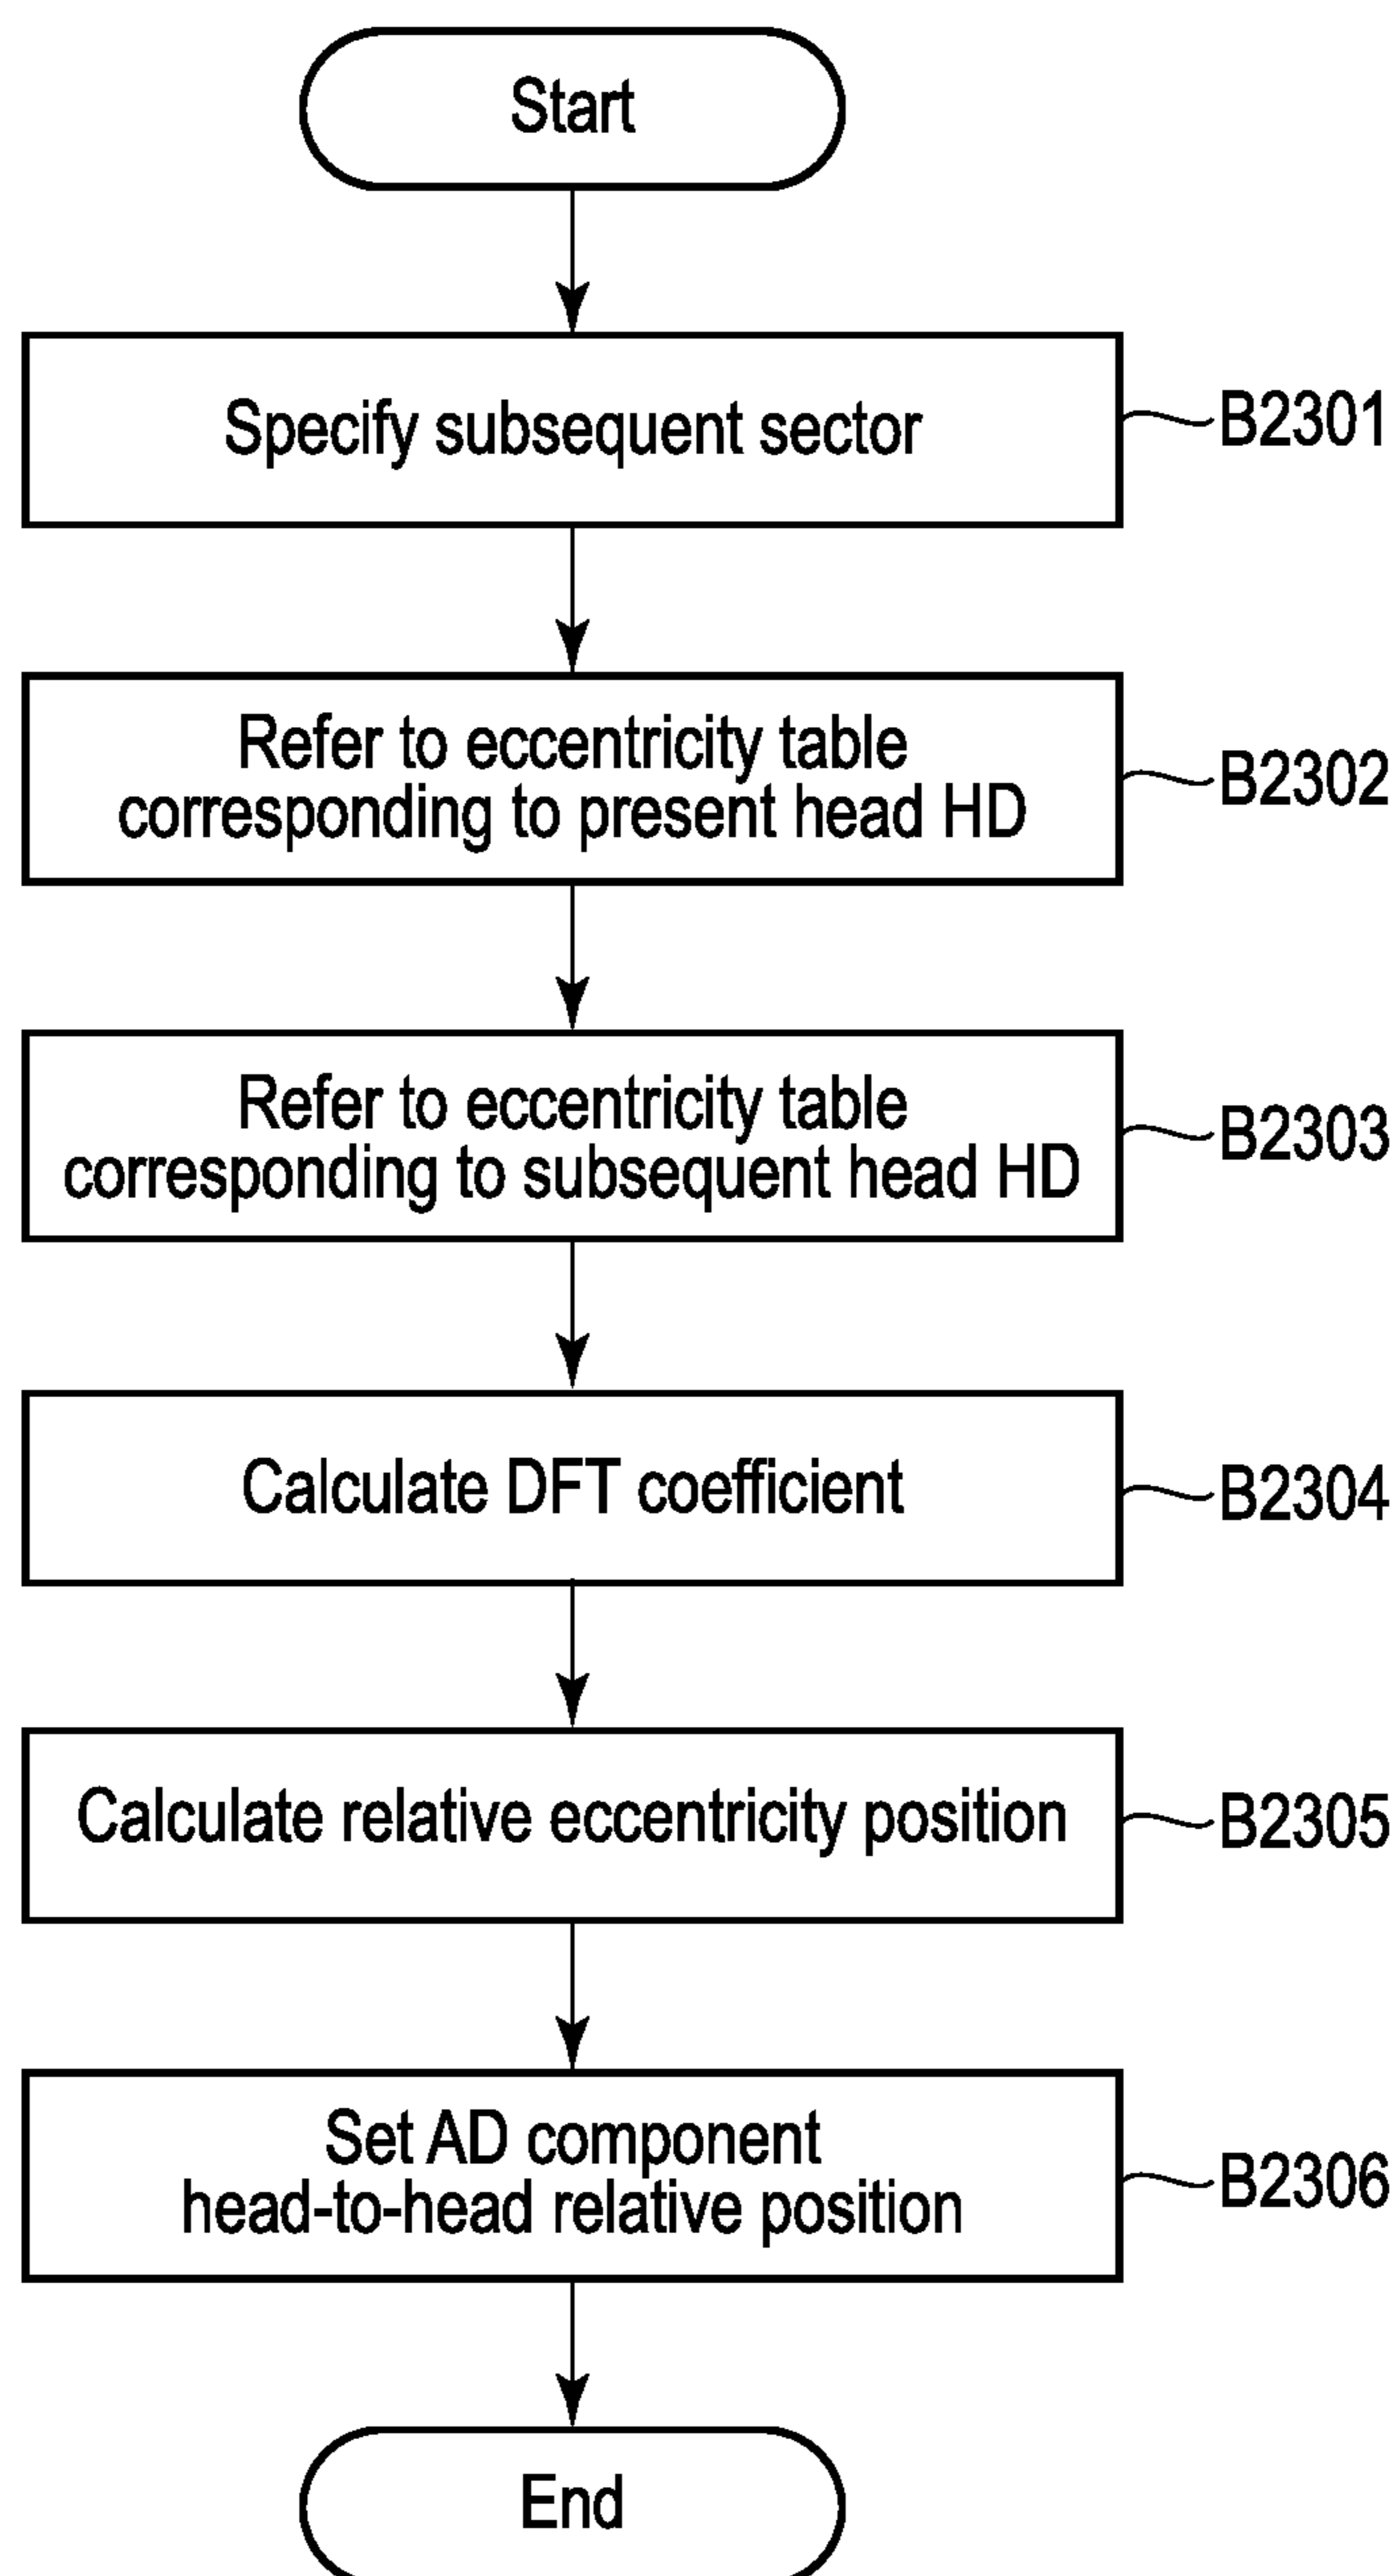 Start
Specify subsequent sector
B2301
Refer to eccentricity table
corresponding to present head HD
B2302
Refer to eccentricity table
corresponding to subsequent head HD
B2303
Calculate DFT coefficient
B2304
Calculate relative eccentricity position
B2305
Set AD component
head-to-head relative position
B2306
End